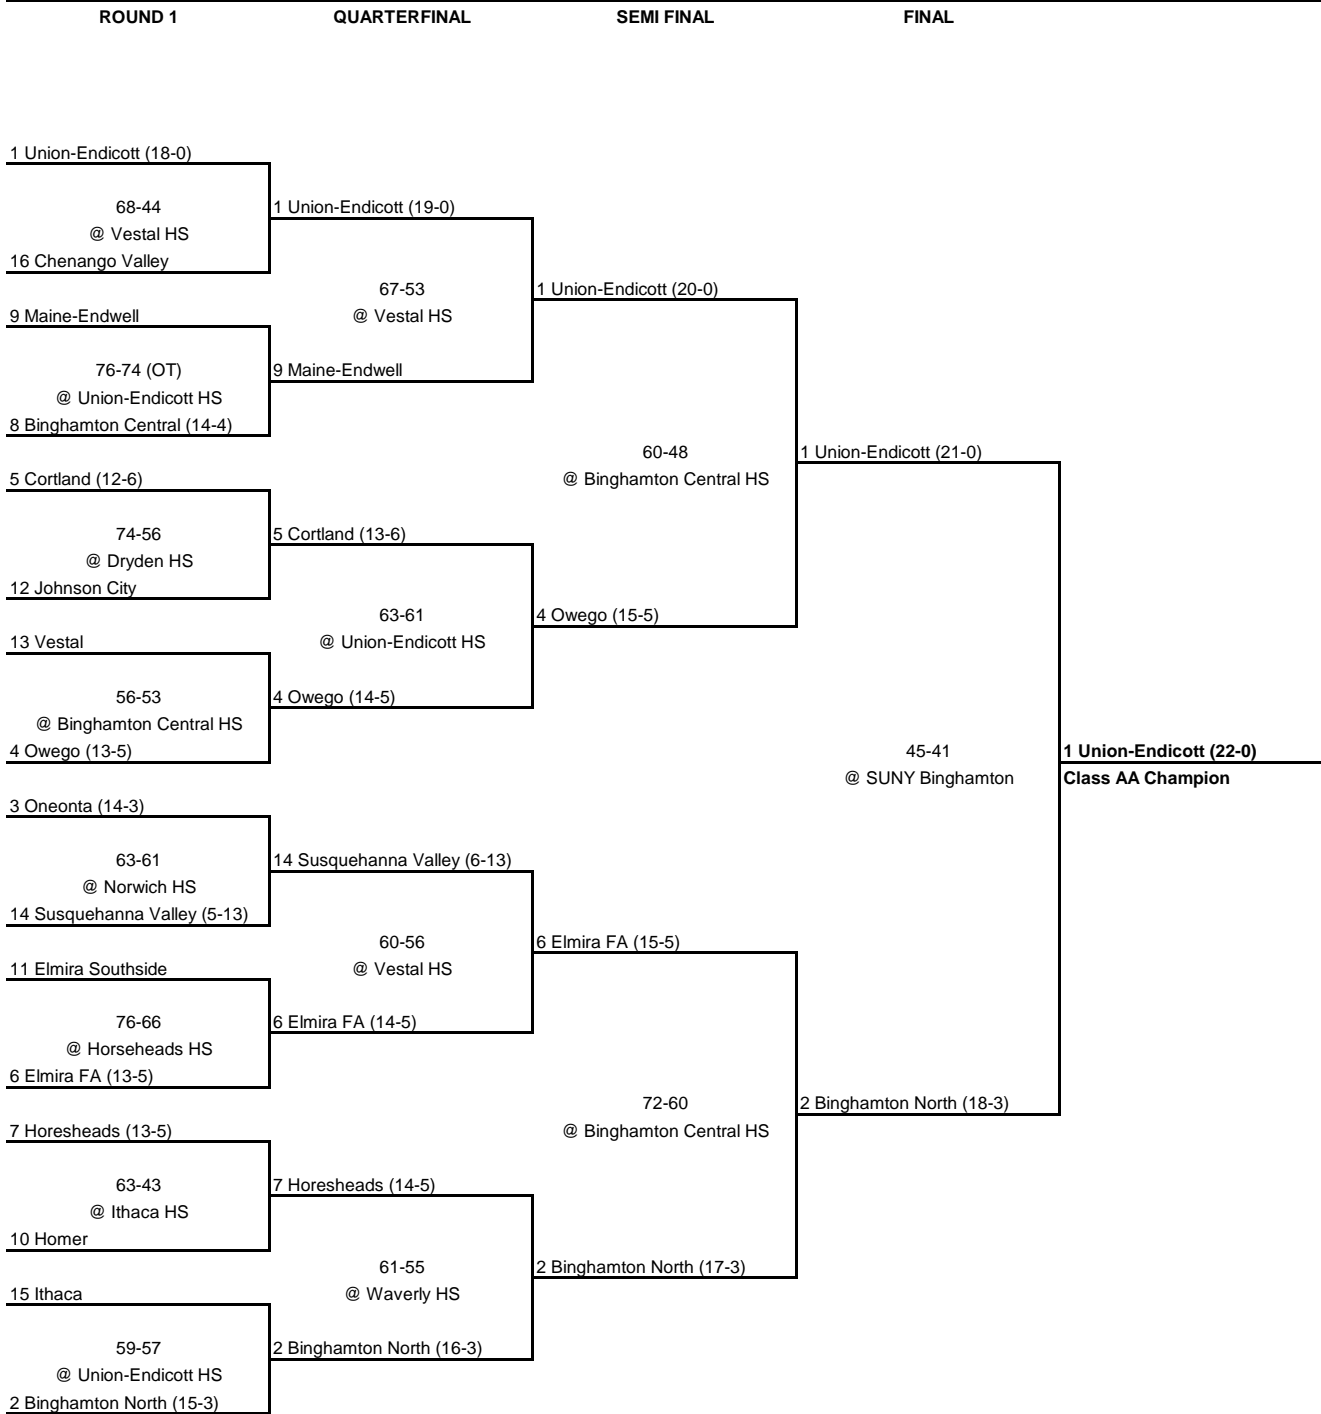 ROUND 1 QUARTERFINAL SEMI FINAL FINAL
1 Union-Endicott (18-0)
68-44 1 Union-Endicott (19-0)
@ Vestal HS
16 Chenango Valley
67-53 1 Union-Endicott (20-0)
9 Maine-Endwell @ Vestal HS
76-74 (OT) 9 Maine-Endwell
@ Union-Endicott HS
8 Binghamton Central (14-4)
60-48 1 Union-Endicott (21-0)
5 Cortland (12-6) @ Binghamton Central HS
74-56 5 Cortland (13-6)
@ Dryden HS
12 Johnson City
63-61 4 Owego (15-5)
13 Vestal @ Union-Endicott HS
56-53 4 Owego (14-5)
@ Binghamton Central HS
4 Owego (13-5) 45-41 1 Union-Endicott (22-0)
@ SUNY Binghamton Class AA Champion
3 Oneonta (14-3)
63-61 14 Susquehanna Valley (6-13)
@ Norwich HS
14 Susquehanna Valley (5-13)
60-56 6 Elmira FA (15-5)
11 Elmira Southside @ Vestal HS
76-66 6 Elmira FA (14-5)
@ Horseheads HS
6 Elmira FA (13-5)
72-60 2 Binghamton North (18-3)
7 Horesheads (13-5) @ Binghamton Central HS
63-43 7 Horesheads (14-5)
@ Ithaca HS
10 Homer
61-55 2 Binghamton North (17-3)
15 Ithaca @ Waverly HS
59-57 2 Binghamton North (16-3)
@ Union-Endicott HS
2 Binghamton North (15-3)